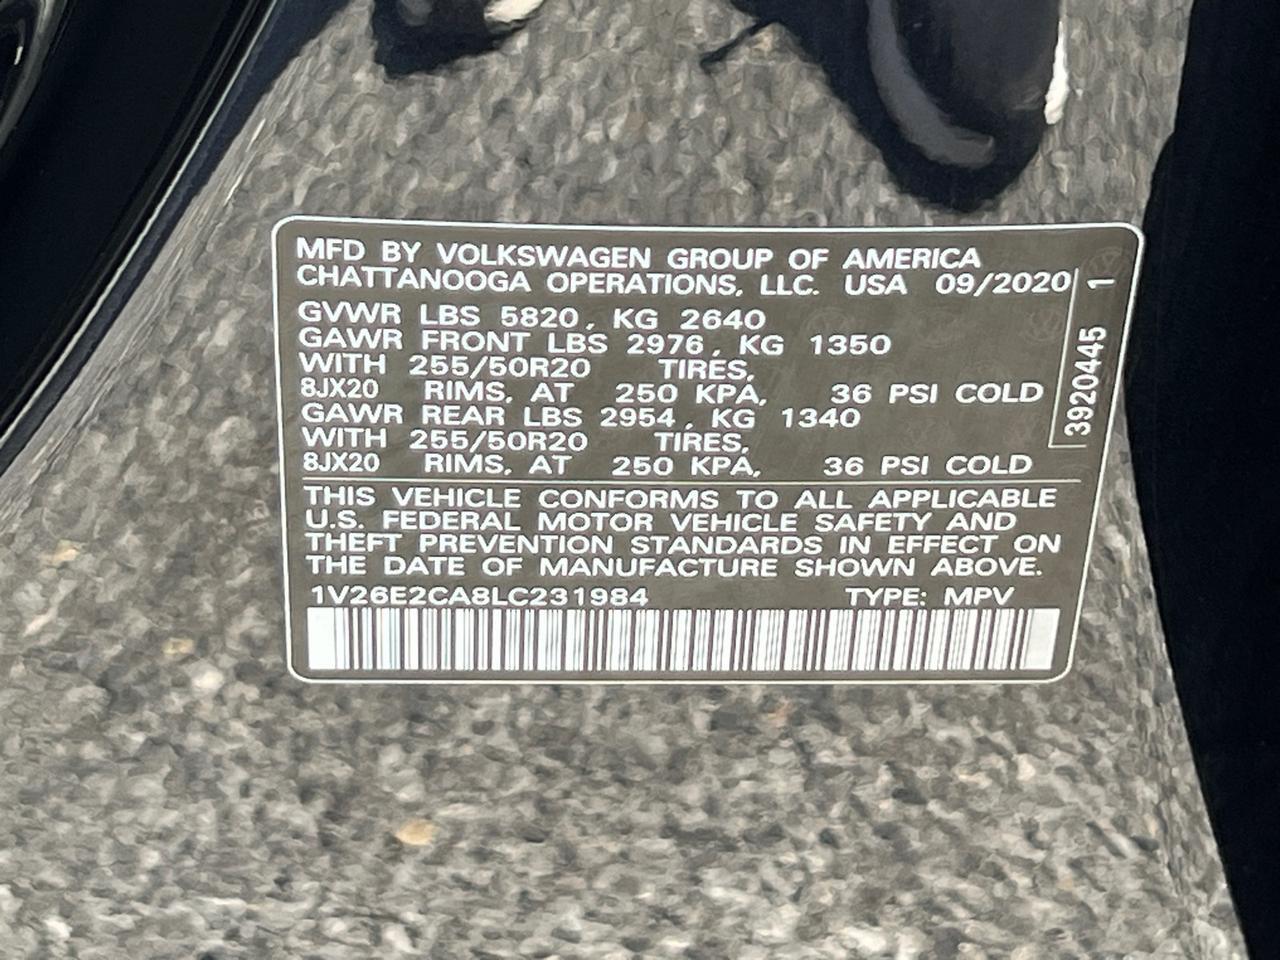 MFD BY VOLKSWAGEN GROUP OF AMERICA
CHATTANOOGA OPERATIONS, LLC. USA 09/2020
GVWR LBS 5820, KG 2640
GAWR FRONT LBS 2976, KG 1350
WITH 255/50R20 TIRES,
8JX20 RIMS, AT 250 KPA, 36 PSI COLD
GAWR REAR LBS 2954, KG 1340
WITH 255/50R20 TIRES,
8JX20 RIMS, AT 250 KPA, 36 PSI COLD
THIS VEHICLE CONFORMS TO ALL APPLICABLE
U.S. FEDERAL MOTOR VEHICLE SAFETY AND
THEFT PREVENTION STANDARDS IN EFFECT ON
THE DATE OF MANUFACTURE SHOWN ABOVE.
1V26E2CA8LC231984 TYPE: MPV
3920445 1